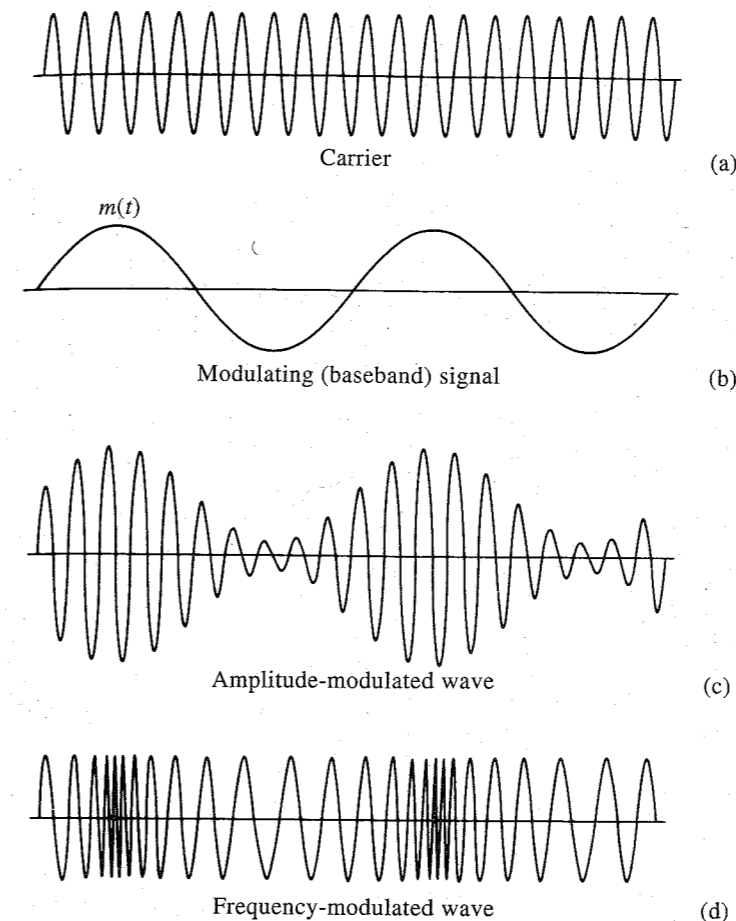 Carrier
(a)
m(t)
Modulating (baseband) signal
(b)
Amplitude-modulated wave
(c)
Frequency-modulated wave
(d)